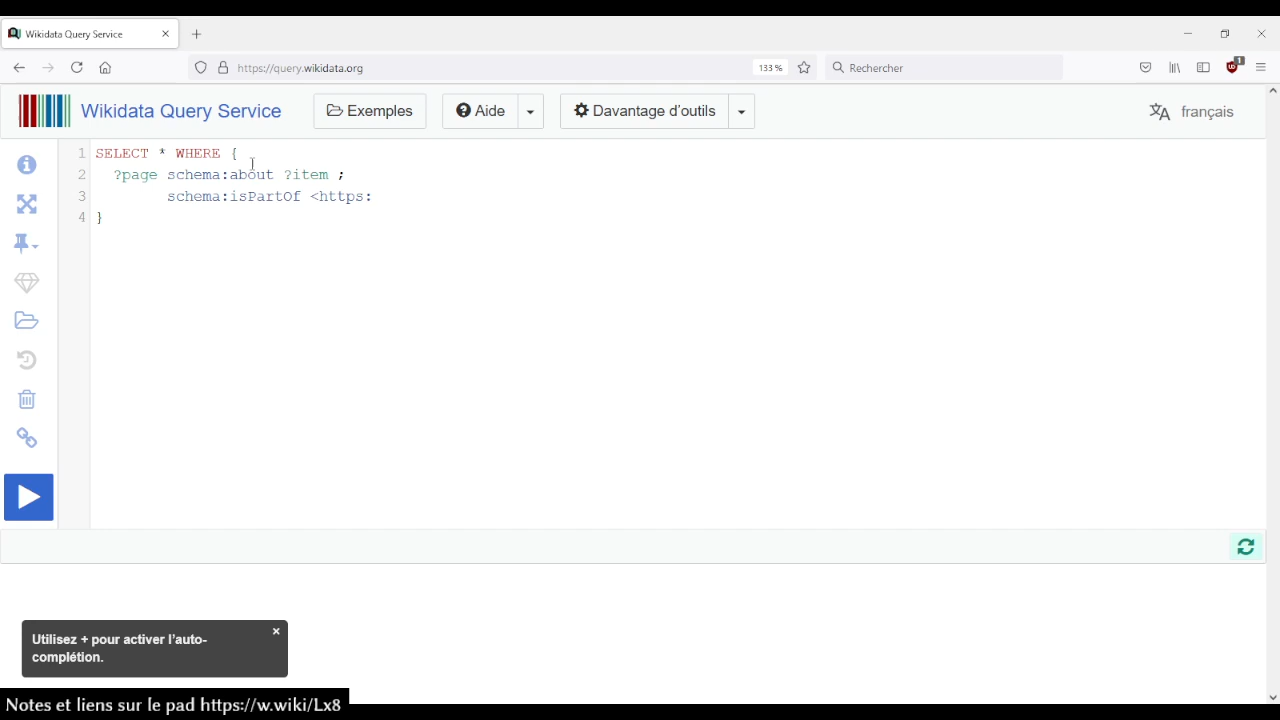 Wikidata Query Service
https://query.wikidata.org
133 %
Rechercher
1
Wikidata Query Service
Exemples
Aide
Davantage d'outils
français
1 SELECT * WHERE {
2 ?page schema:about ?item ;
3 schema:isPartOf <https:
4 }
Utilisez + pour activer l'auto-
complétion.
Notes et liens sur le pad https://w.wiki/Lx8